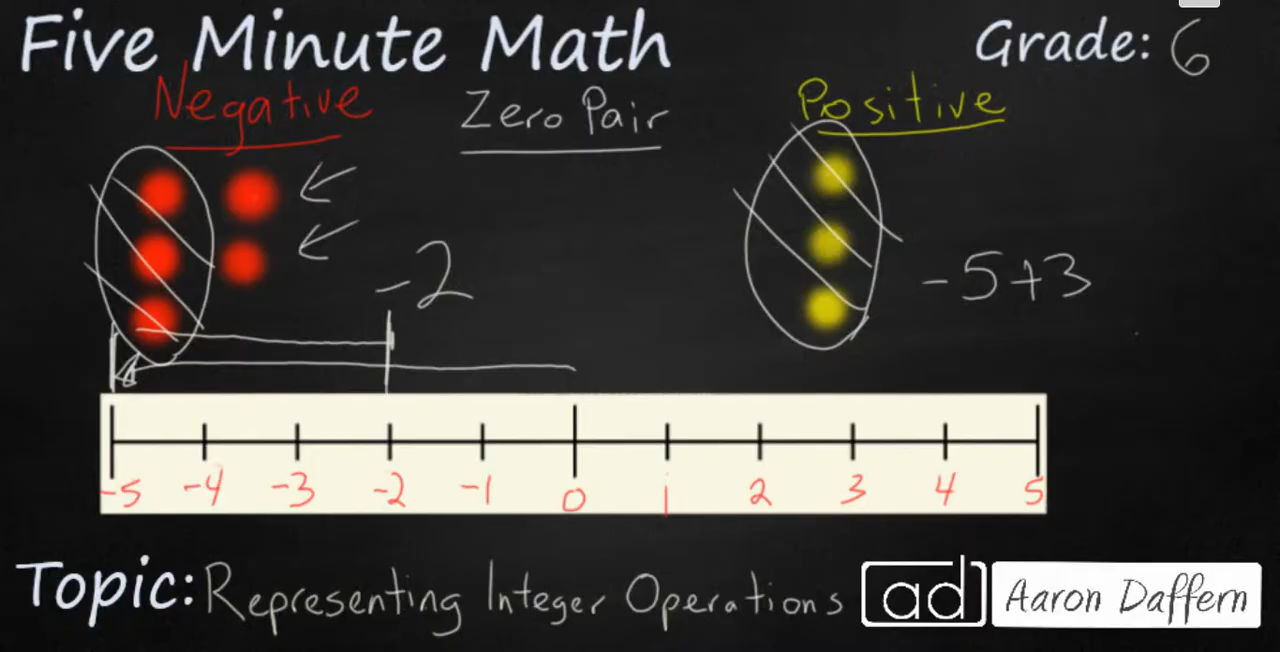 Five Minute Math
Grade: 6
Negative
Zero Pair
Positive
-2
-5+3
-5 -4 -3 -2 -1 0 1 2 3 4 5
Topic: Representing Integer Operations
ad Aaron Daffern